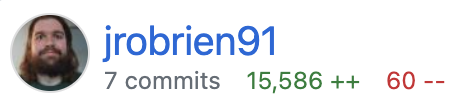 jrobrien91
7 commits 15,586 ++ 60 --